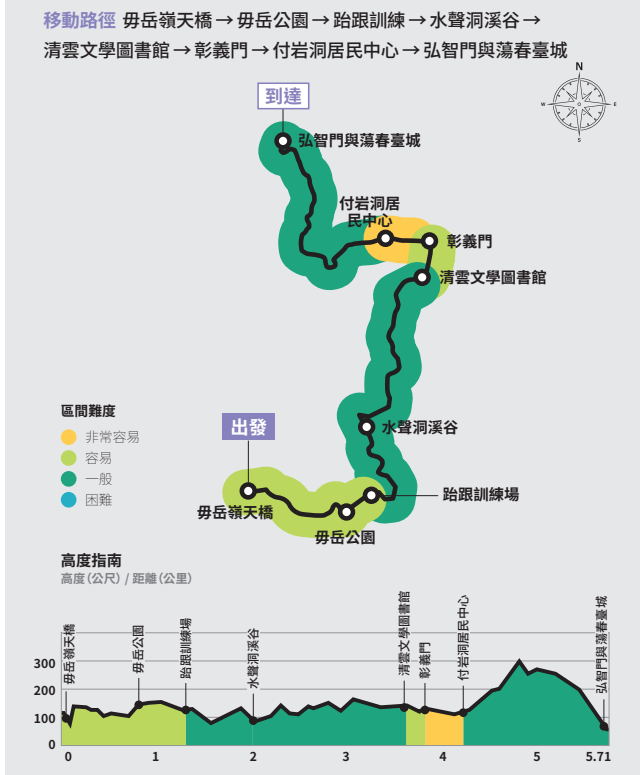 移動路徑 毋岳嶺天橋 → 毋岳公園 → 跆跟訓練 → 水聲洞溪谷 →
清雲文學圖書館 → 彰義門 → 付岩洞居民中心 → 弘智門與蕩春臺城
N
W
E
S
到達
弘智門與蕩春臺城
付岩洞居
民中心
彰義門
清雲文學圖書館
區間難度
非常容易
容易
一般
困難
出發
水聲洞溪谷
跆跟訓練場
毋岳嶺天橋
毋岳公園
高度指南
高度(公尺) / 距離(公里)
毋岳嶺天橋
毋岳公園
跆跟訓練場
水聲洞溪谷
清雲文學圖書館
彰義門
付岩洞居民中心
弘智門與蕩春臺城
300
200
100
0
0 1 2 3 4 5 5.71